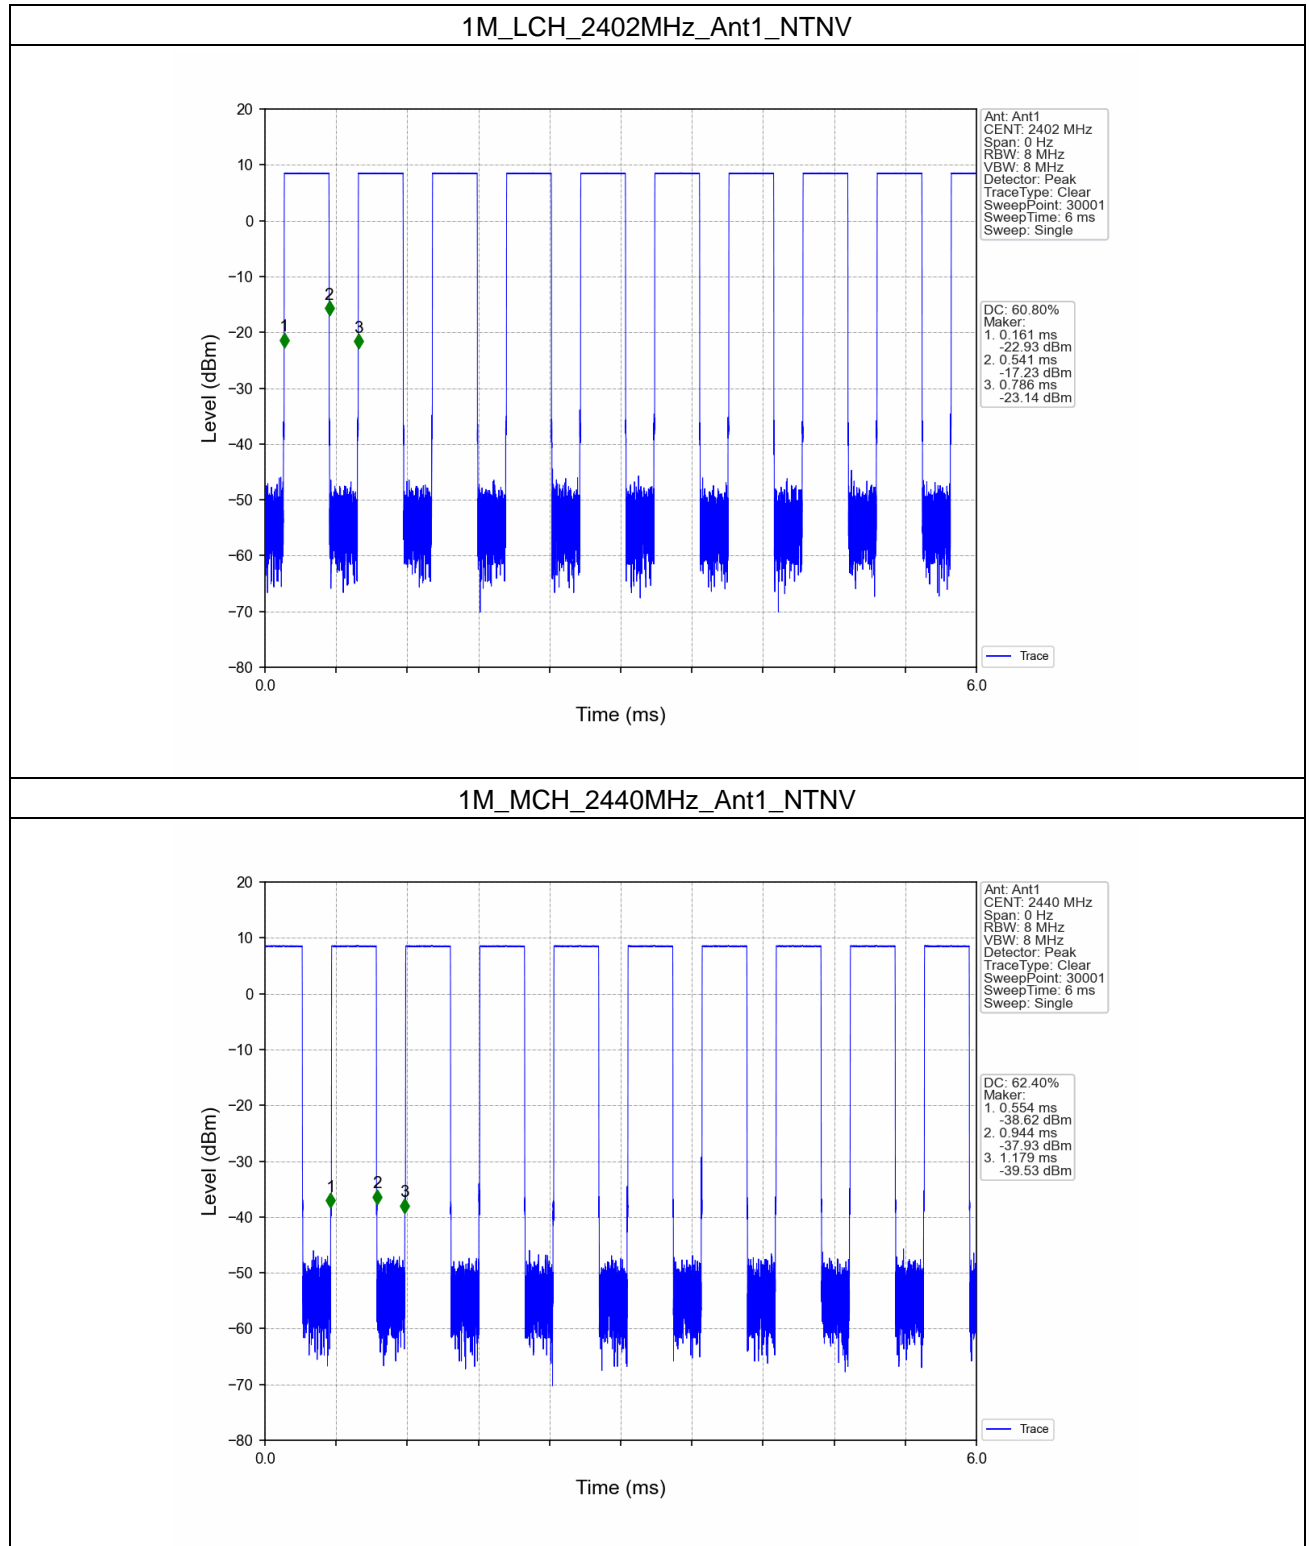 1M_LCH_2402MHz_Ant1_NTNV
20
10
0
−10
−20
−30
−40
−50
−60
−70
−80
Level (dBm)
0.0
6.0
Time (ms)
1
2
3
Ant: Ant1
CENT: 2402 MHz
Span: 0 Hz
RBW: 8 MHz
VBW: 8 MHz
Detector: Peak
TraceType: Clear
SweepPoint: 30001
SweepTime: 6 ms
Sweep: Single
DC: 60.80%
Maker:
1. 0.161 ms
-22.93 dBm
2. 0.541 ms
-17.23 dBm
3. 0.786 ms
-23.14 dBm
Trace
1M_MCH_2440MHz_Ant1_NTNV
20
10
0
−10
−20
−30
−40
−50
−60
−70
−80
Level (dBm)
0.0
6.0
Time (ms)
1
2
3
Ant: Ant1
CENT: 2440 MHz
Span: 0 Hz
RBW: 8 MHz
VBW: 8 MHz
Detector: Peak
TraceType: Clear
SweepPoint: 30001
SweepTime: 6 ms
Sweep: Single
DC: 62.40%
Maker:
1. 0.554 ms
-38.62 dBm
2. 0.944 ms
-37.93 dBm
3. 1.179 ms
-39.53 dBm
Trace